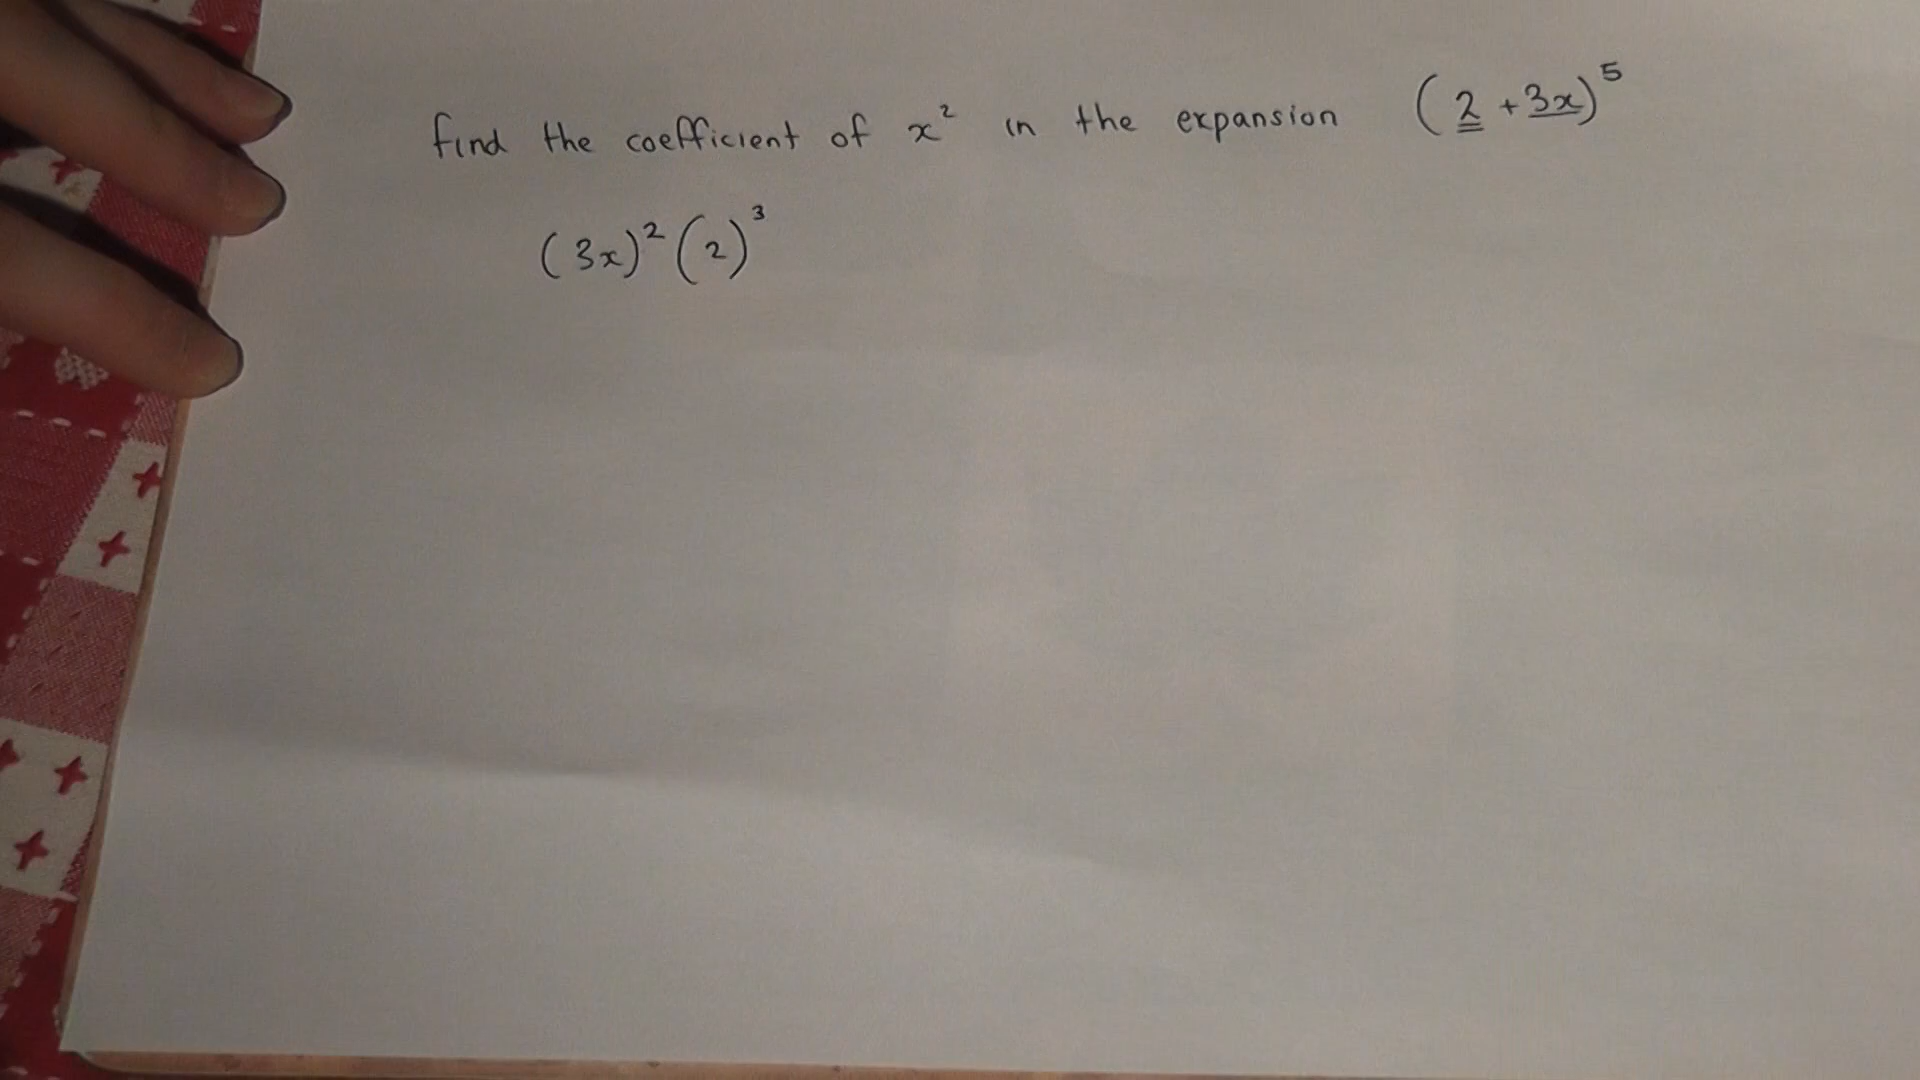 find the coefficient of x² in the expansion (2 + 3x)⁵
(3x)² (2)³